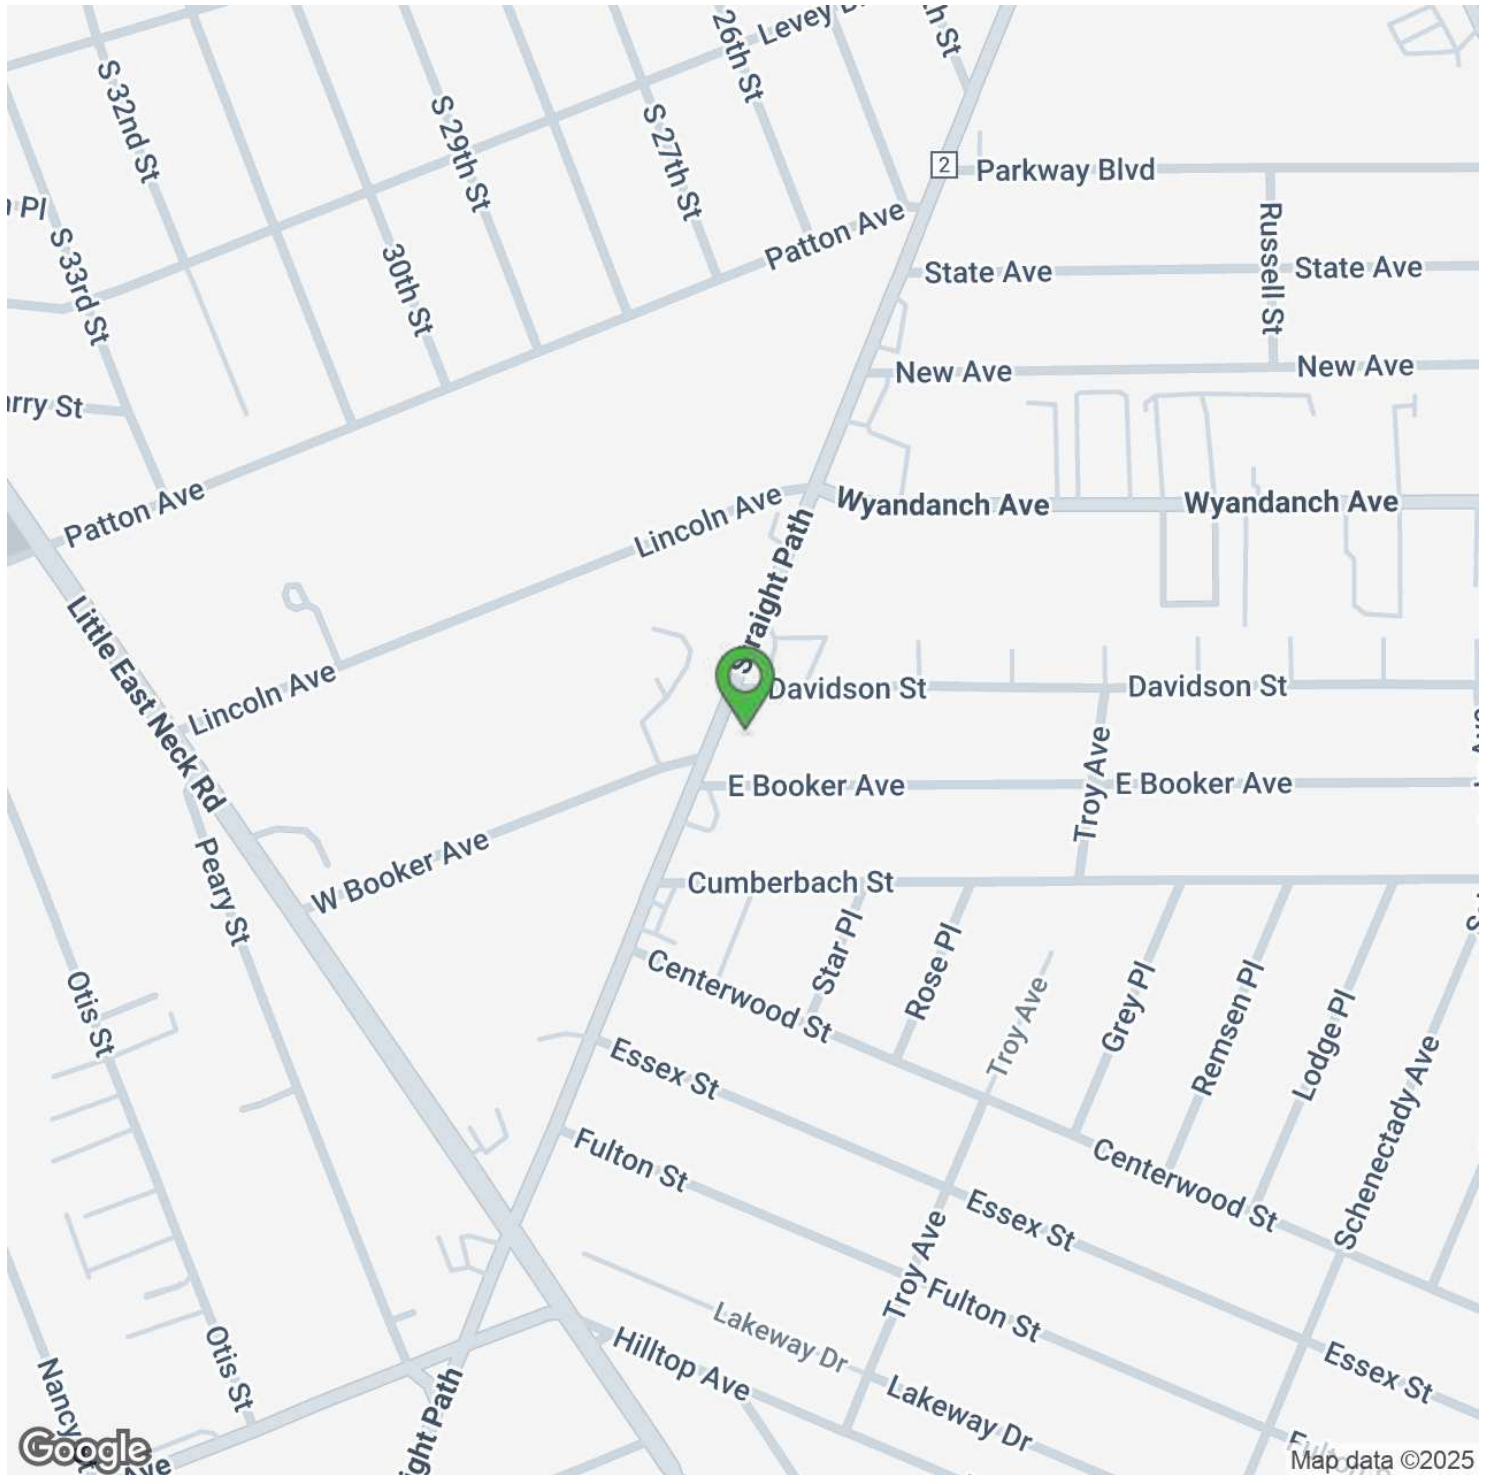 Levey
26th St
S 32nd St
S 29th St
S 27th St
2
Parkway Blvd
Pl
Patton Ave
Russell St
S 33rd St
30th St
State Ave
State Ave
New Ave
New Ave
St
Patton Ave
Lincoln Ave
Wyandanch Ave
Wyandanch Ave
Straight Path
Little East Neck Rd
Lincoln Ave
Davidson St
Davidson St
Troy Ave
E Booker Ave
E Booker Ave
Peary St
W Booker Ave
Cumberbach St
Star Pl
Rose Pl
Centerwood St
Troy Ave
Grey Pl
Remsen Pl
Lodge Pl
Schenectady Ave
Otis St
Essex St
Fulton St
Centerwood St
Essex St
Troy Ave
Fulton St
Lakeway Dr
Hilltop Ave
Otis St
Essex St
Lakeway Dr
Nancy
Google
Map data ©2025